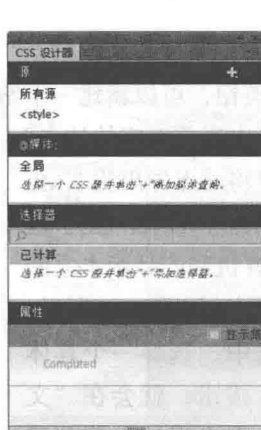 CSS 设计器
源
+
所有源
<style>
@媒体:
全局
选择一个 CSS 源并单击"+"添加媒体查询。
选择器
已计算
选择一个 CSS 源并单击"+"添加选择器。
属性
显示集
Computed